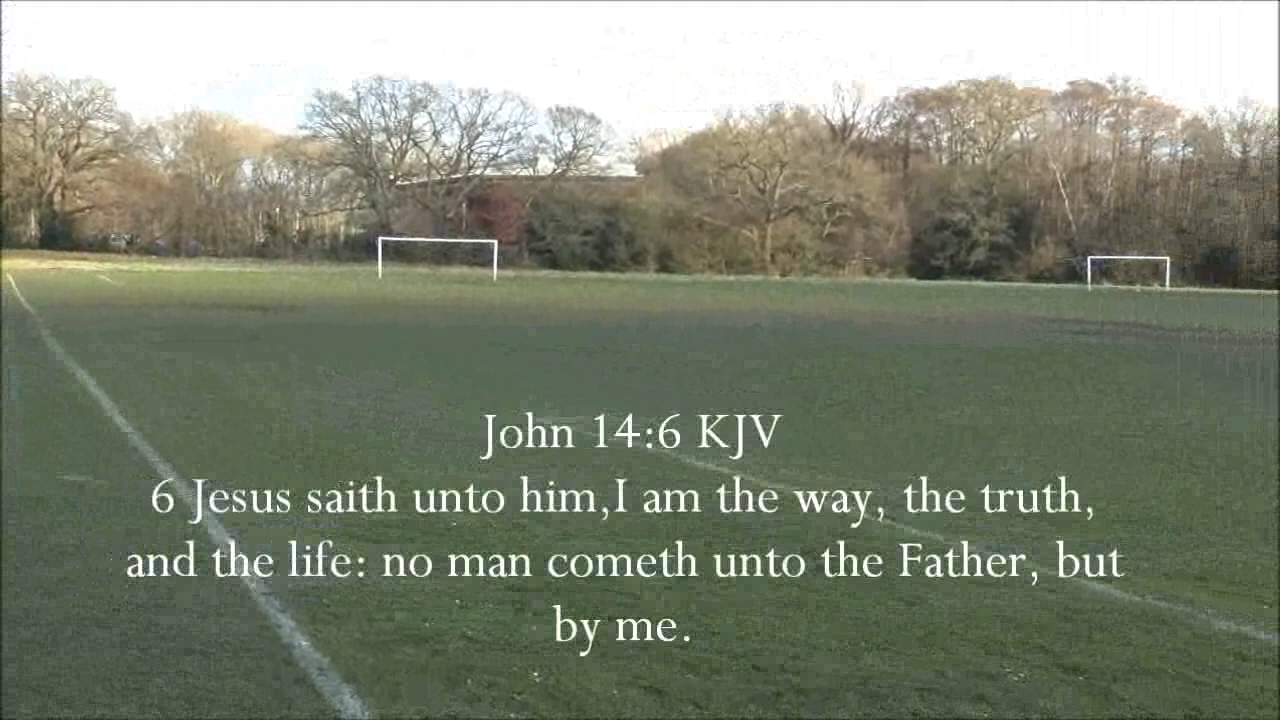 John 14:6 KJV
6 Jesus saith unto him,I am the way, the truth,
and the life: no man cometh unto the Father, but
by me.